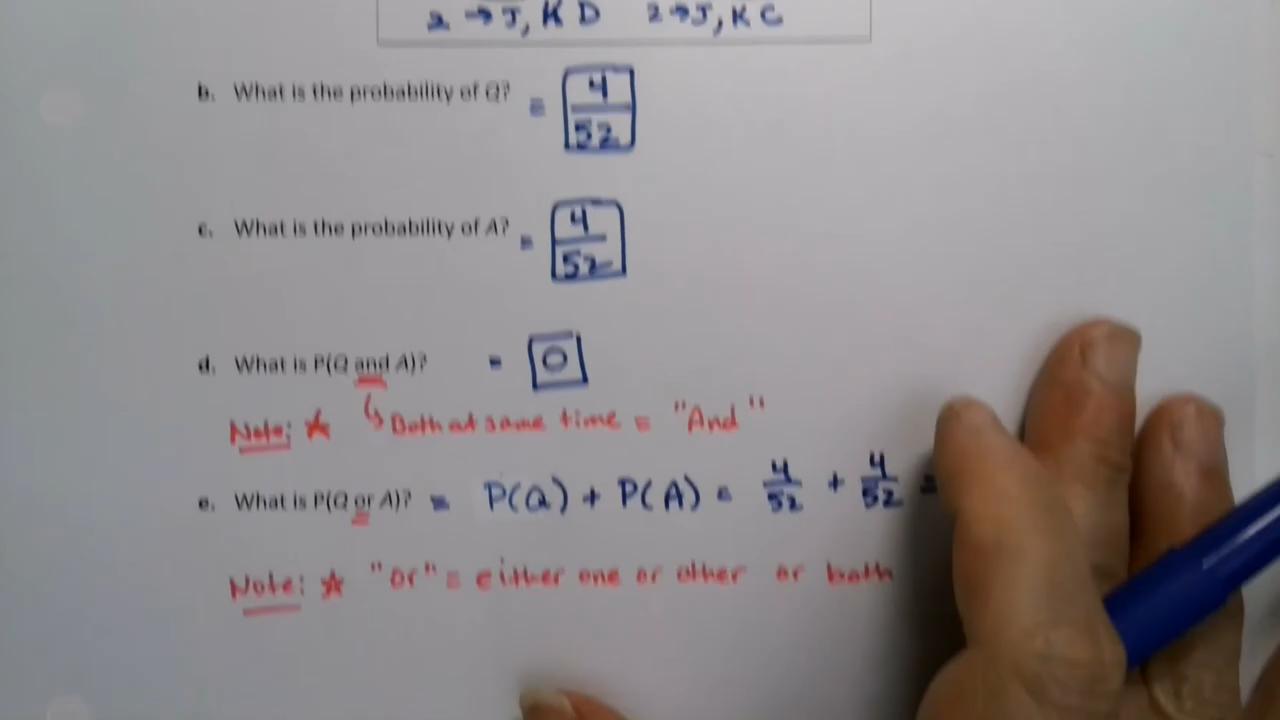 2 → J, K D 2 → J, K C
b. What is the probability of Q? = 4/52
c. What is the probability of A? = 4/52
d. What is P(Q and A)? = 0
Note: ★ ↳ Both at same time = "And"
e. What is P(Q or A)? = P(Q) + P(A) = 4/52 + 4/52 =
Note: ★ "or" = either one or other or both